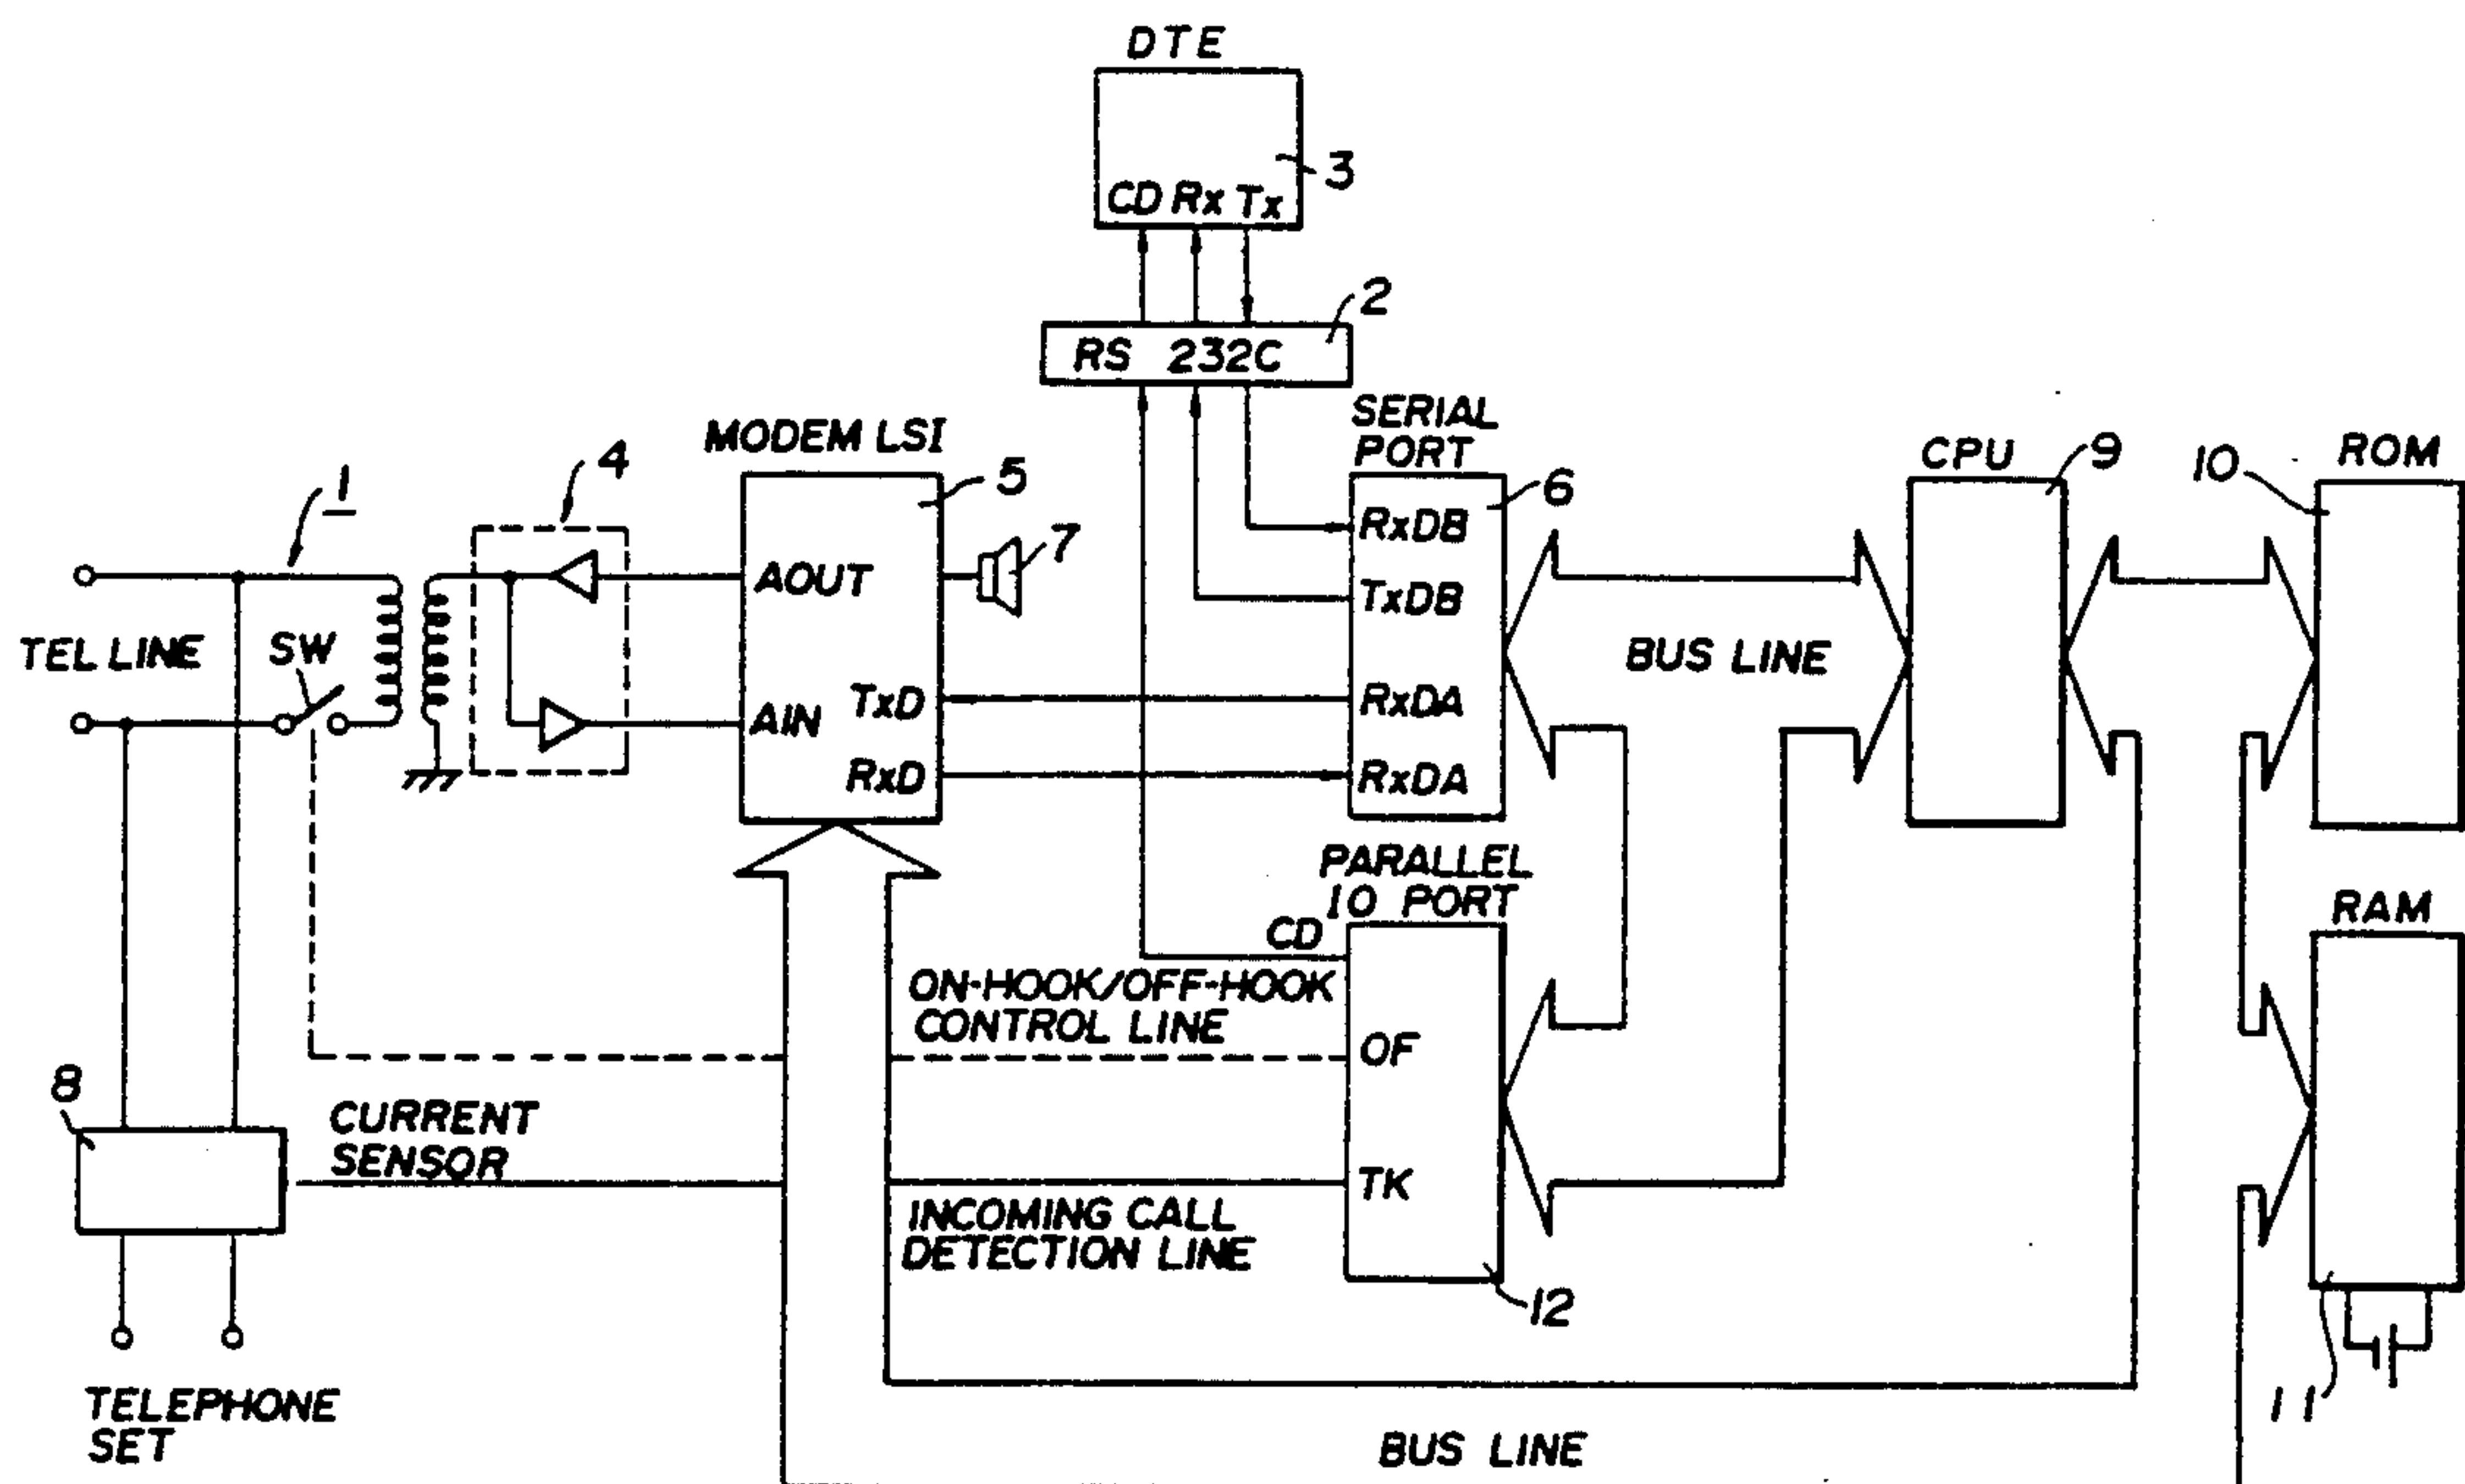 DTE
3
CD Rx Tx
2
RS 232C
SERIAL
PORT
MODEM LSI
CPU
9
10
ROM
1
4
5
6
7
RxDB
AOUT
TxDB
TEL LINE
SW
BUS LINE
TxD
RxDA
AIN
RxD
RxDA
PARALLEL
IO PORT
CD
RAM
ON-HOOK/OFF-HOOK
CONTROL LINE
OF
8
CURRENT
SENSOR
TK
INCOMING CALL
DETECTION LINE
12
11
TELEPHONE
SET
BUS LINE